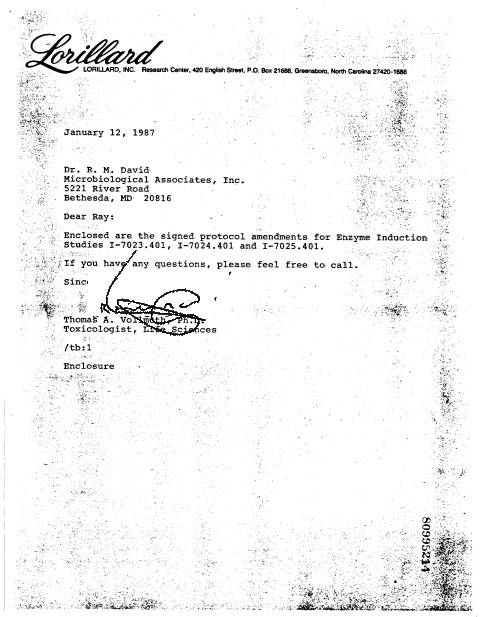 Lorillard
LORILLARD, INC. Research Center, 420 English Street, P.O. Box 21688, Greensboro, North Carolina 27420-1688
January 12, 1987
Dr. R. M. David
Microbiological Associates, Inc.
5221 River Road
Bethesda, MD 20816
Dear Ray:
Enclosed are the signed protocol amendments for Enzyme Induction
Studies I-7023.401, I-7024.401 and I-7025.401.
If you have any questions, please feel free to call.
Sinc
Thomas A. Vollmuth, Ph.D.
Toxicologist, Life Sciences
/tb:1
Enclosure
80995214